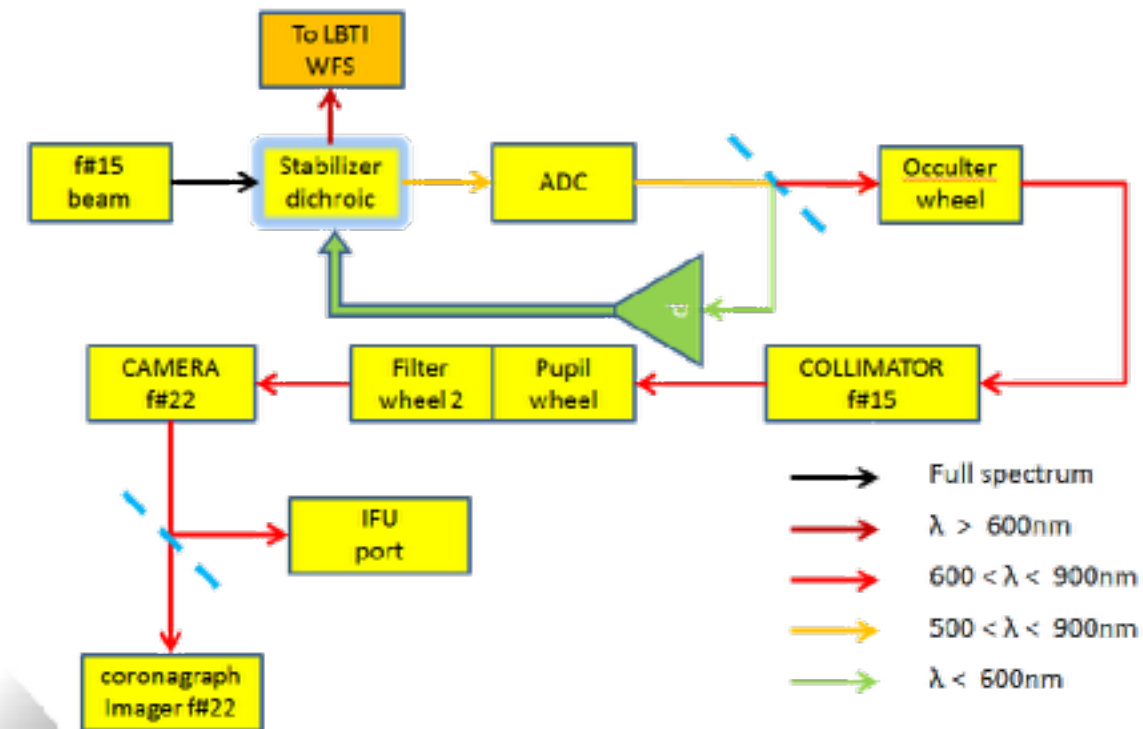 To LBTI
WFS
f#15
beam
Stabilizer
dichroic
ADC
Occulter
wheel
d
CAMERA
f#22
Filter
wheel 2
Pupil
wheel
COLLIMATOR
f#15
IFU
port
coronagraph
Imager f#22
Full spectrum
λ > 600nm
600 < λ < 900nm
500 < λ < 900nm
λ < 600nm